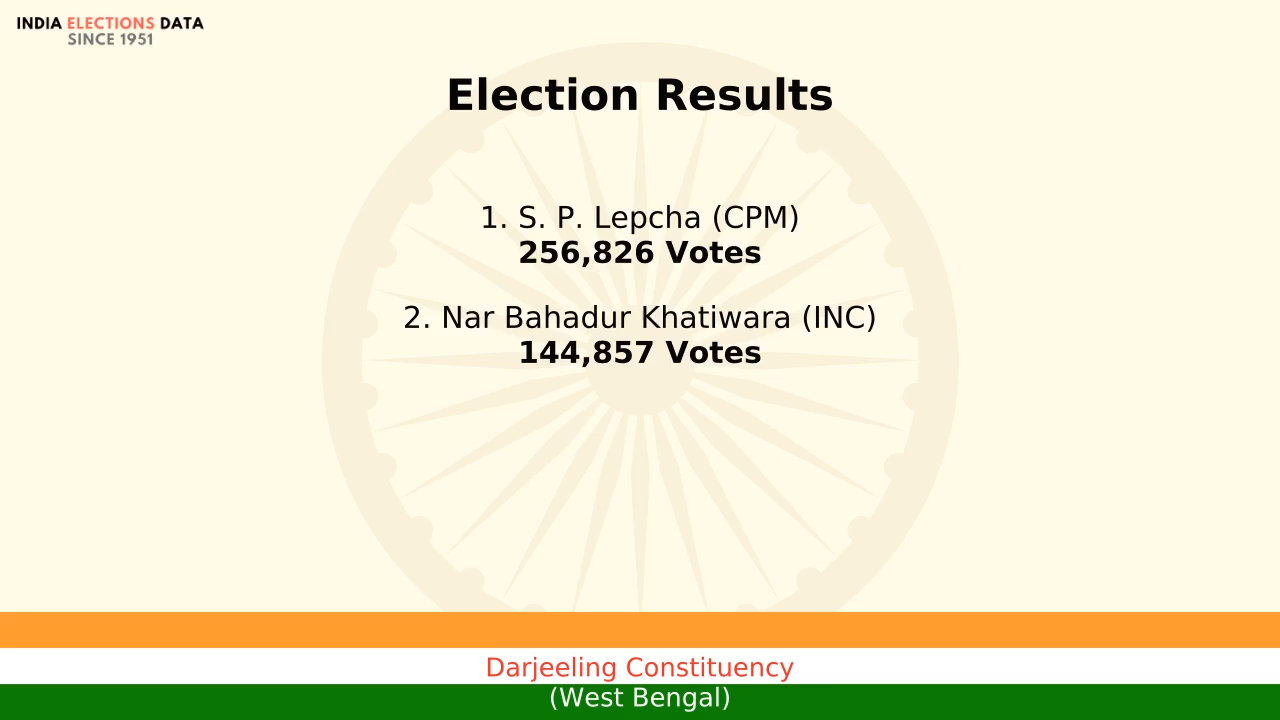 INDIA ELECTIONS DATA
SINCE 1951
Election Results
1. S. P. Lepcha (CPM)
256,826 Votes
2. Nar Bahadur Khatiwara (INC)
144,857 Votes
Darjeeling Constituency
(West Bengal)